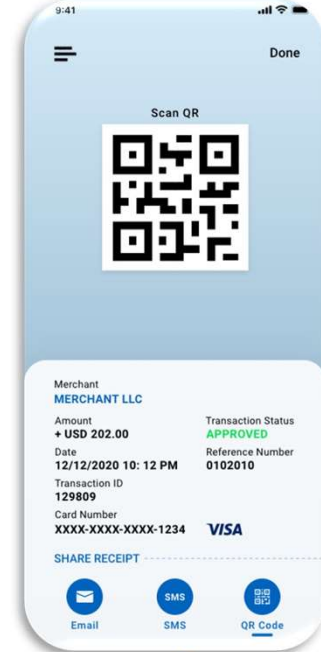 9:41
Done
Scan QR
Merchant
MERCHANT LLC
Amount
Transaction Status
+ USD 202.00
APPROVED
Date
Reference Number
12/12/2020 10: 12 PM
0102010
Transaction ID
129809
Card Number
XXXX-XXXX-XXXX-1234 VISA
SHARE RECEIPT
SMS
Email
SMS
QR Code